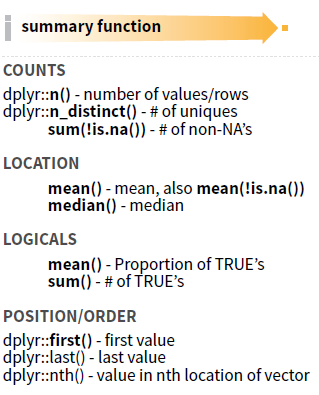 summary function
COUNTS
dplyr::n() - number of values/rows
dplyr::n_distinct() - # of uniques
sum(!is.na()) - # of non-NA’s
LOCATION
mean() - mean, also mean(!is.na())
median() - median
LOGICALS
mean() - Proportion of TRUE’s
sum() - # of TRUE’s
POSITION/ORDER
dplyr::first() - first value
dplyr::last() - last value
dplyr::nth() - value in nth location of vector